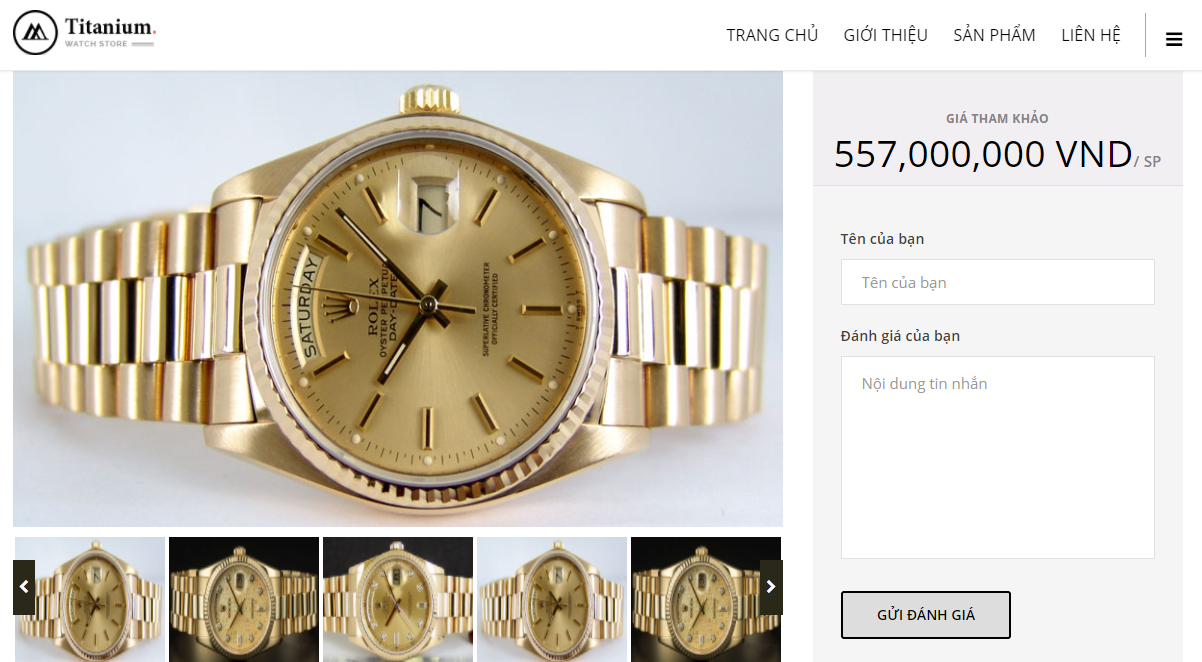 Titanium.
WATCH STORE
TRANG CHỦ
GIỚI THIỆU
SẢN PHẨM
LIÊN HỆ
GIÁ THAM KHẢO
557,000,000 VND/ SP
Tên của bạn
Tên của bạn
Đánh giá của bạn
Nội dung tin nhắn
GỬI ĐÁNH GIÁ
7
SATURDAY
ROLEX
OYSTER PERPETUAL
DAY-DATE
SUPERLATIVE CHRONOMETER
OFFICIALLY CERTIFIED